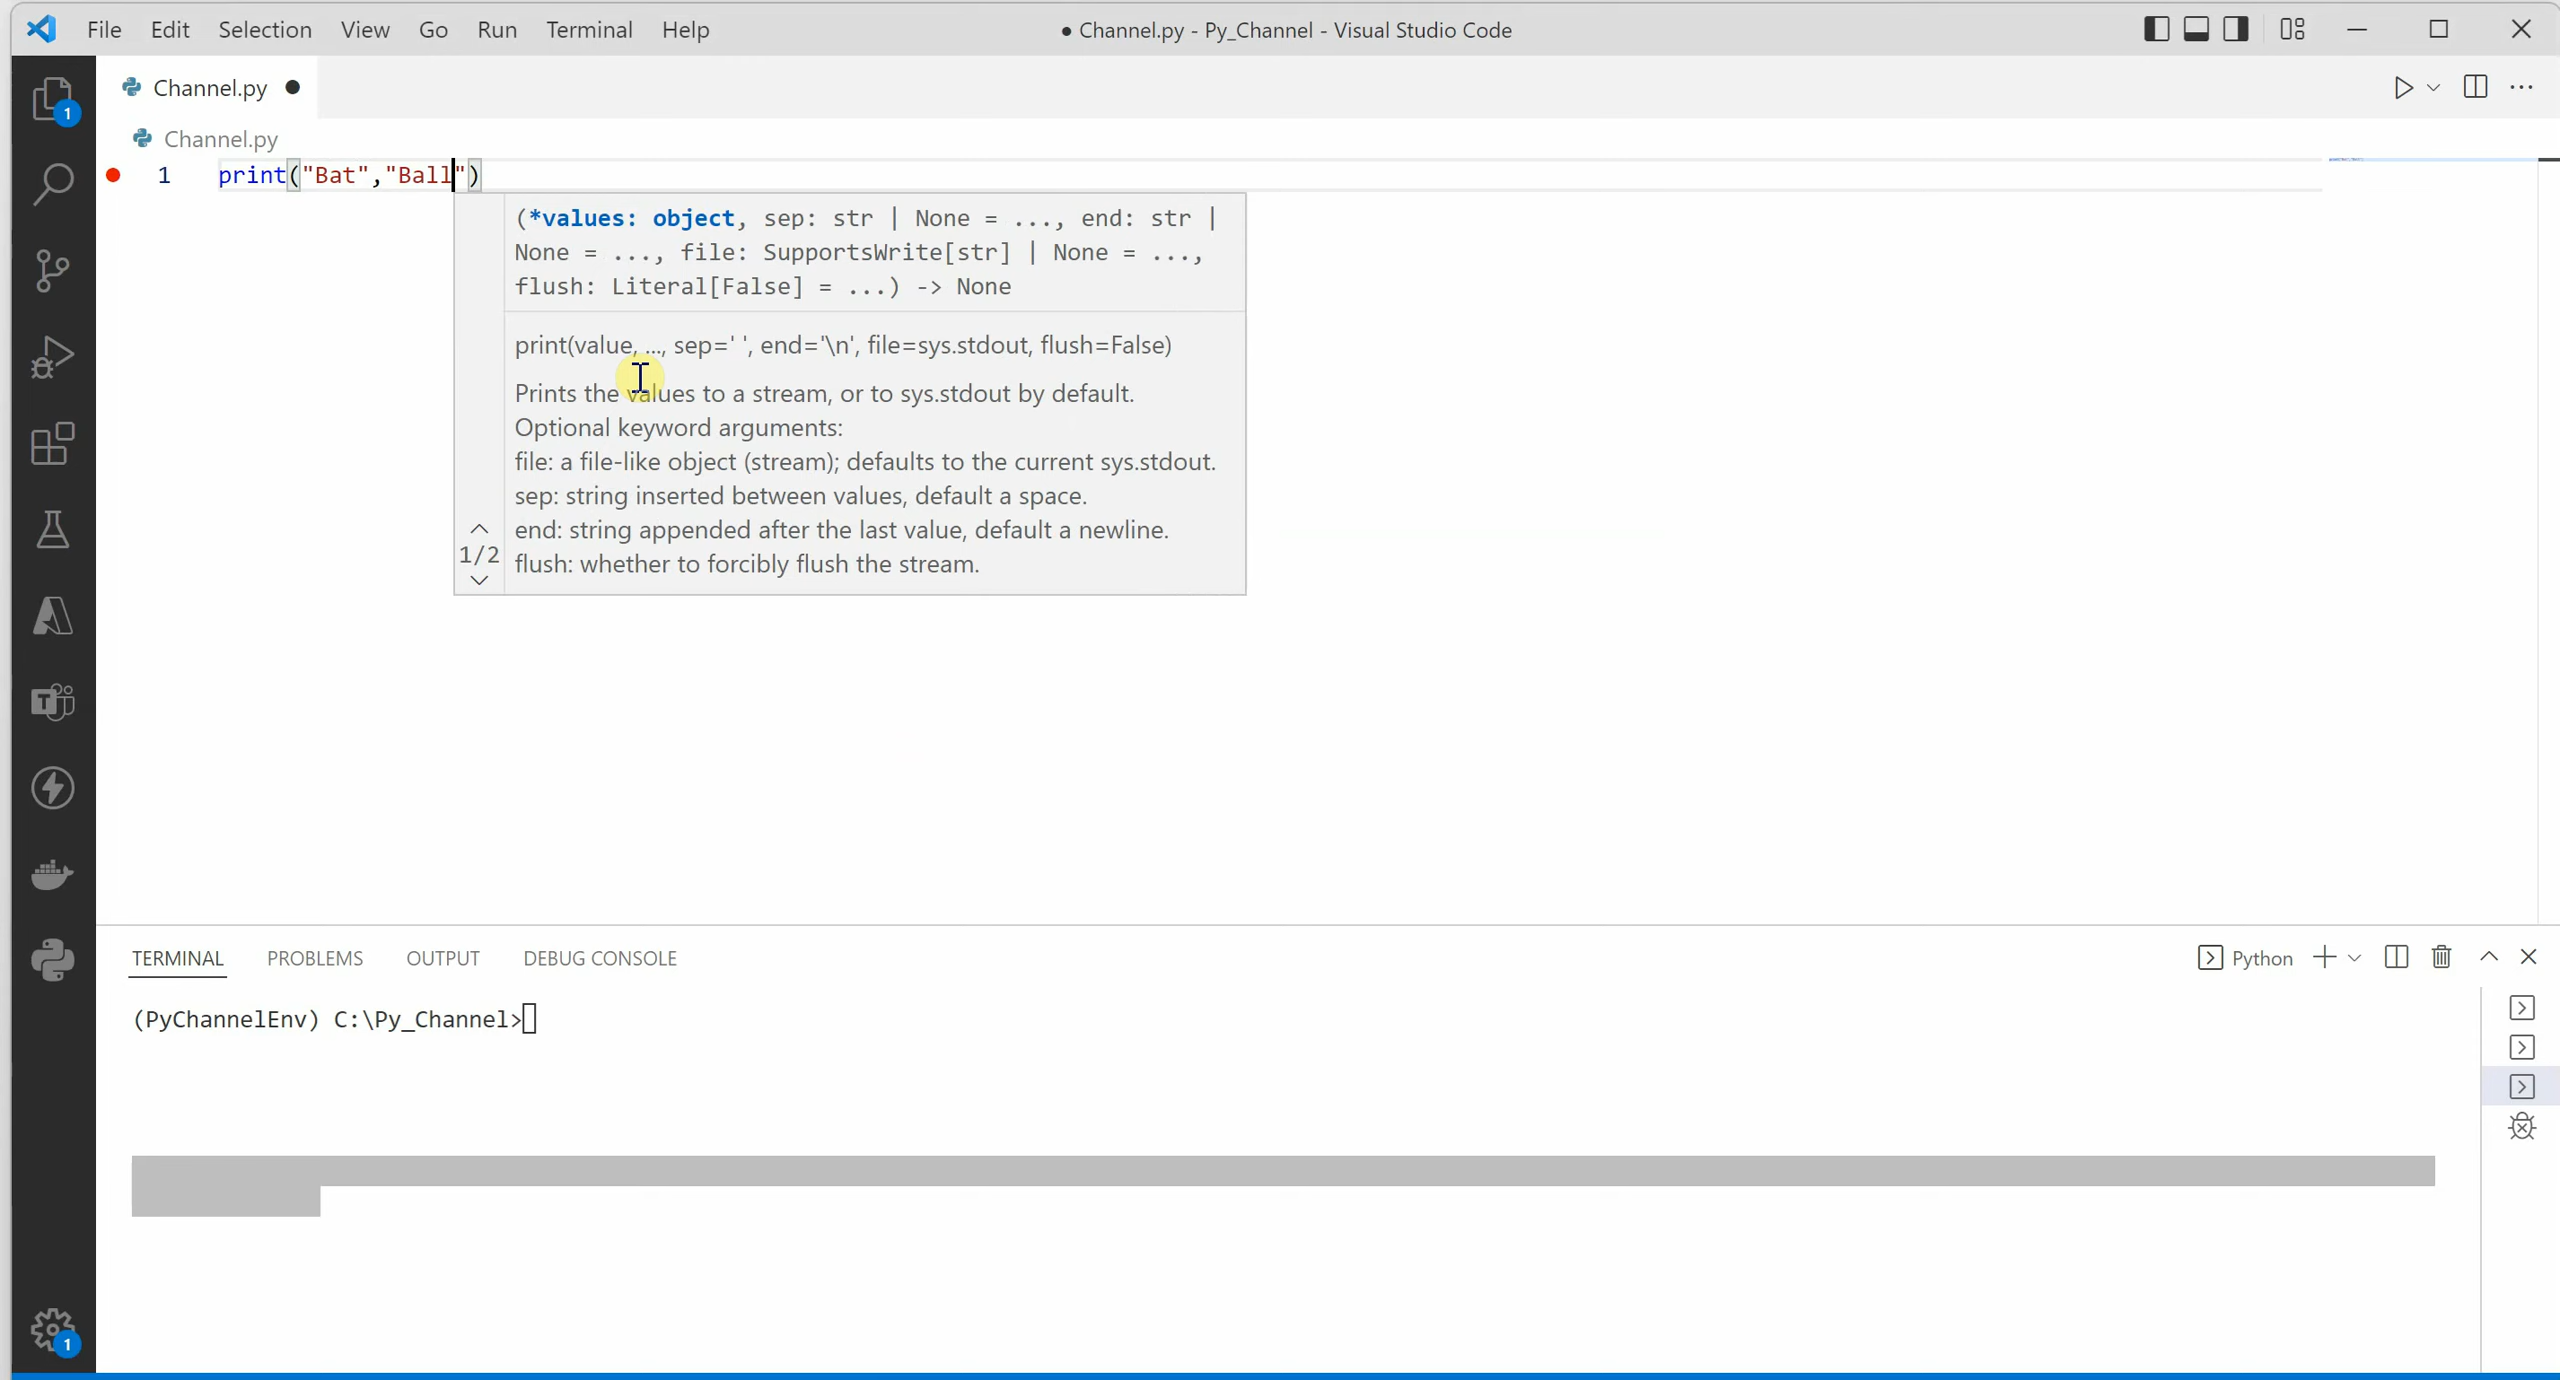 File Edit Selection View Go Run Terminal Help
● Channel.py - Py_Channel - Visual Studio Code
Channel.py ●
1
Channel.py
1 print("Bat","Ball")
(*values: object, sep: str | None = ..., end: str |
None = ..., file: SupportsWrite[str] | None = ...,
flush: Literal[False] = ...) -> None
print(value, ..., sep=' ', end='\n', file=sys.stdout, flush=False)
Prints the values to a stream, or to sys.stdout by default.
Optional keyword arguments:
file: a file-like object (stream); defaults to the current sys.stdout.
sep: string inserted between values, default a space.
end: string appended after the last value, default a newline.
1/2
flush: whether to forcibly flush the stream.
TERMINAL PROBLEMS OUTPUT DEBUG CONSOLE
Python
(PyChannelEnv) C:\Py_Channel>
1